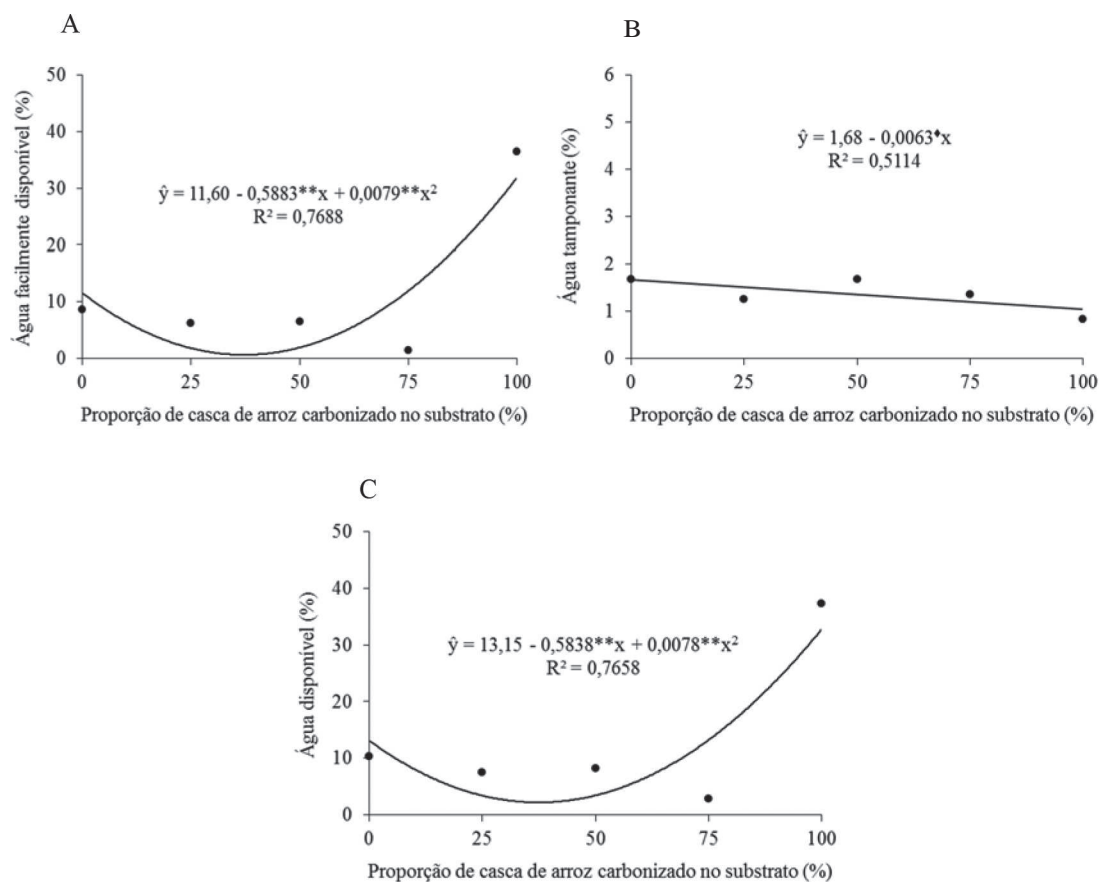 A
Água facilmente disponível (%)
50
40
30
20
10
0
ŷ = 11,60 - 0,5883**x + 0,0079**x²
R² = 0,7688
0 25 50 75 100
Proporção de casca de arroz carbonizado no substrato (%)
B
Água tamponante (%)
6
5
4
3
2
1
0
ŷ = 1,68 - 0,0063♦x
R² = 0,5114
0 25 50 75 100
Proporção de casca de arroz carbonizado no substrato (%)
C
Água disponível (%)
50
40
30
20
10
0
ŷ = 13,15 - 0,5838**x + 0,0078**x²
R² = 0,7658
0 25 50 75 100
Proporção de casca de arroz carbonizado no substrato (%)